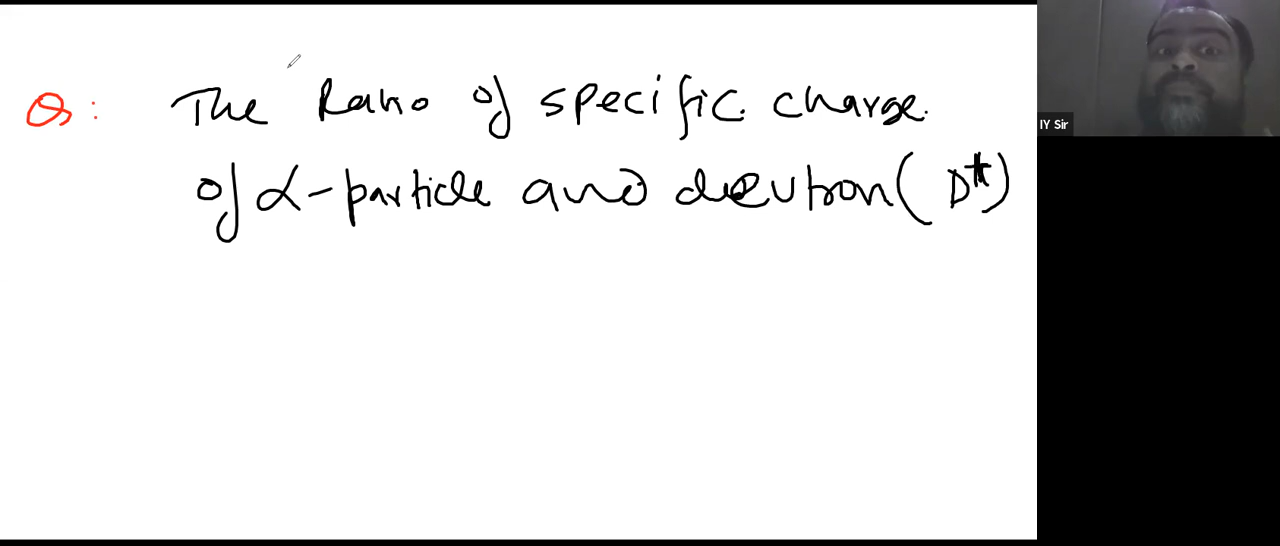 Q: The Ratio of specific charge.
of α-particle and deutron (D⁺)
IY Sir